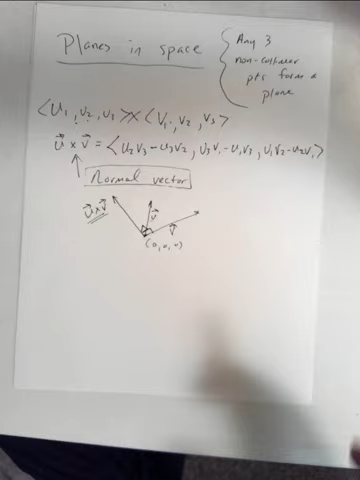 Planes in space
Any 3
non-collinear
pts form a
plane
<u₁, u₂, u₃> X <v₁, v₂, v₃>
u⃗ x v⃗ = <u₂v₃-u₃v₂, u₃v₁-u₁v₃, u₁v₂-u₂v₁>
Normal vector
u⃗xv⃗
v⃗
(0,0,0)